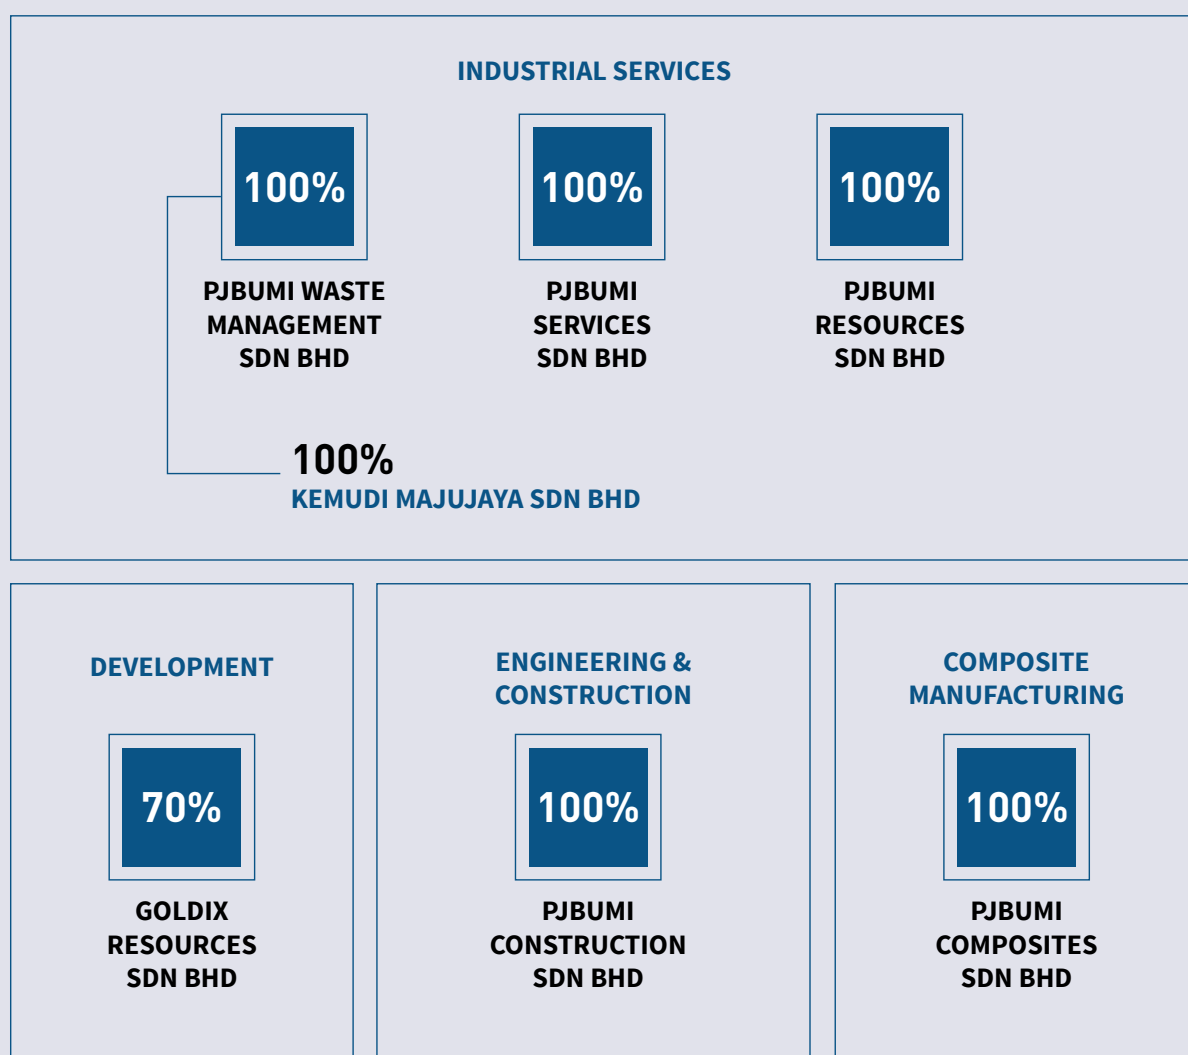 INDUSTRIAL SERVICES
100%
PJBUMI WASTE
MANAGEMENT
SDN BHD
100%
PJBUMI
SERVICES
SDN BHD
100%
PJBUMI
RESOURCES
SDN BHD
100%
KEMUDI MAJUJAYA SDN BHD
DEVELOPMENT
70%
GOLDIX
RESOURCES
SDN BHD
ENGINEERING &
CONSTRUCTION
100%
PJBUMI
CONSTRUCTION
SDN BHD
COMPOSITE
MANUFACTURING
100%
PJBUMI
COMPOSITES
SDN BHD